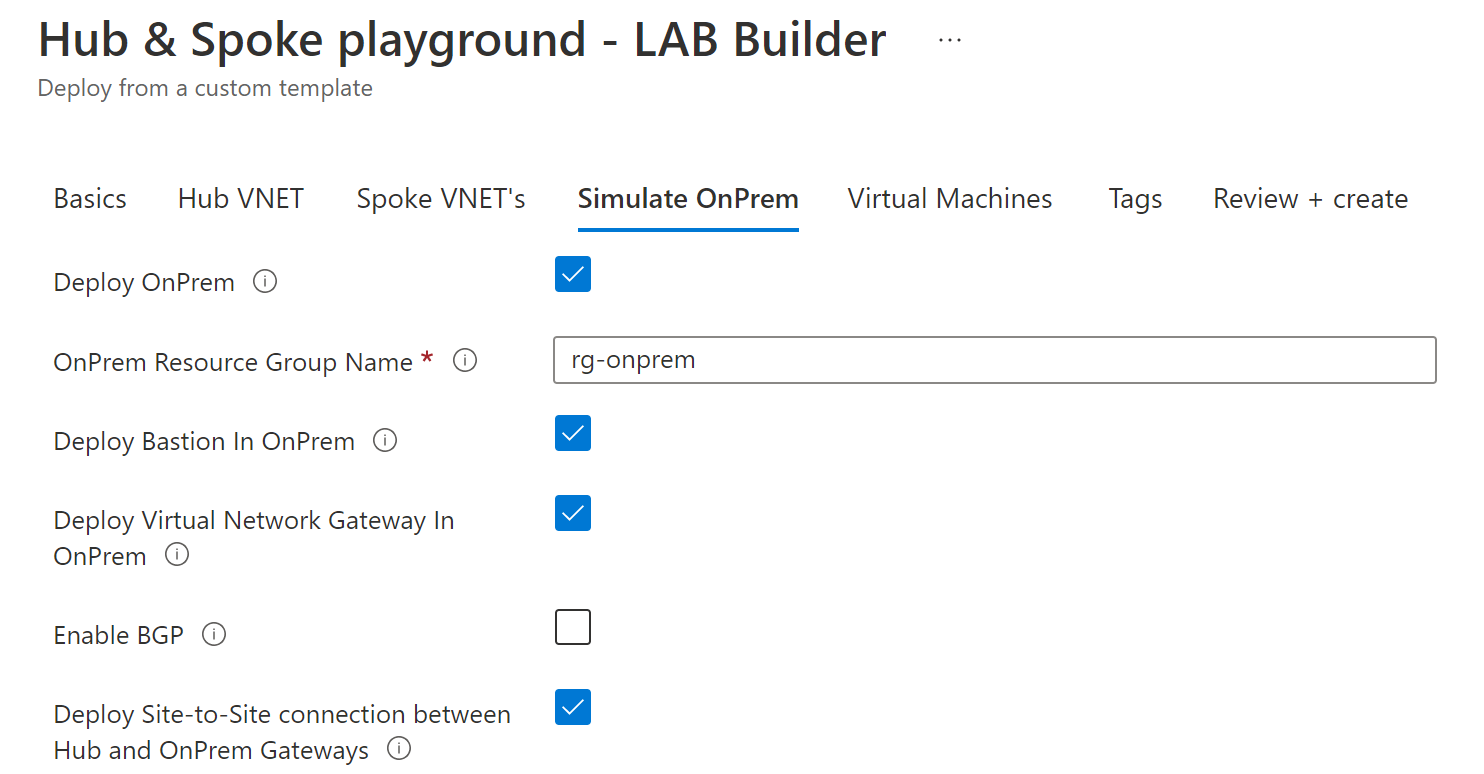 Hub & Spoke playground - LAB Builder ...
Deploy from a custom template
Basics Hub VNET Spoke VNET's Simulate OnPrem Virtual Machines Tags Review + create
Deploy OnPrem
OnPrem Resource Group Name * rg-onprem
Deploy Bastion In OnPrem
Deploy Virtual Network Gateway In
OnPrem
Enable BGP
Deploy Site-to-Site connection between
Hub and OnPrem Gateways